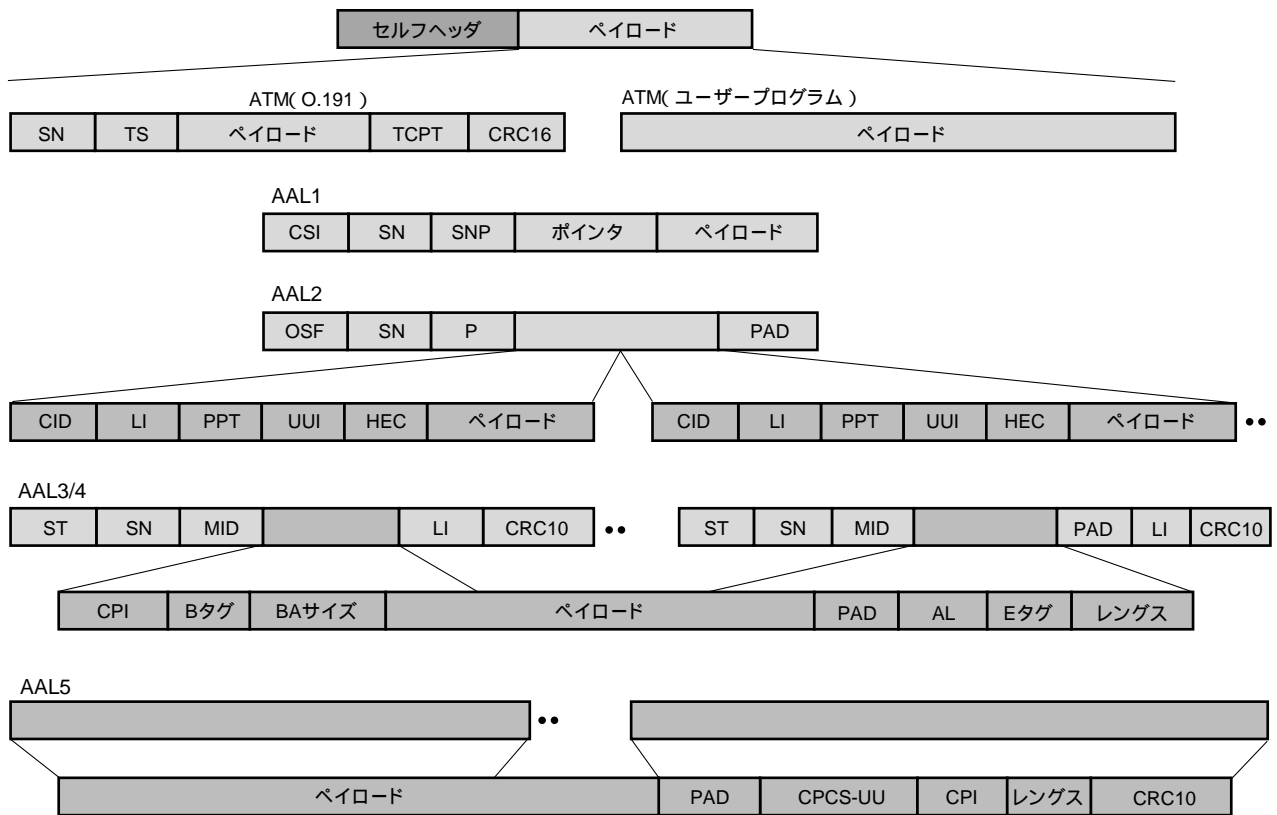 セルフヘッダ ペイロード
ATM( O.191 ) ATM( ユーザープログラム )
SN TS ペイロード TCPT CRC16 ペイロード
AAL1
CSI SN SNP ポインタ ペイロード
AAL2
OSF SN P PAD
CID LI PPT UUI HEC ペイロード CID LI PPT UUI HEC ペイロード ••
AAL3/4
ST SN MID LI CRC10 •• ST SN MID PAD LI CRC10
CPI Bタグ BAサイズ ペイロード PAD AL Eタグ レングス
AAL5
••
ペイロード PAD CPCS-UU CPI レングス CRC10